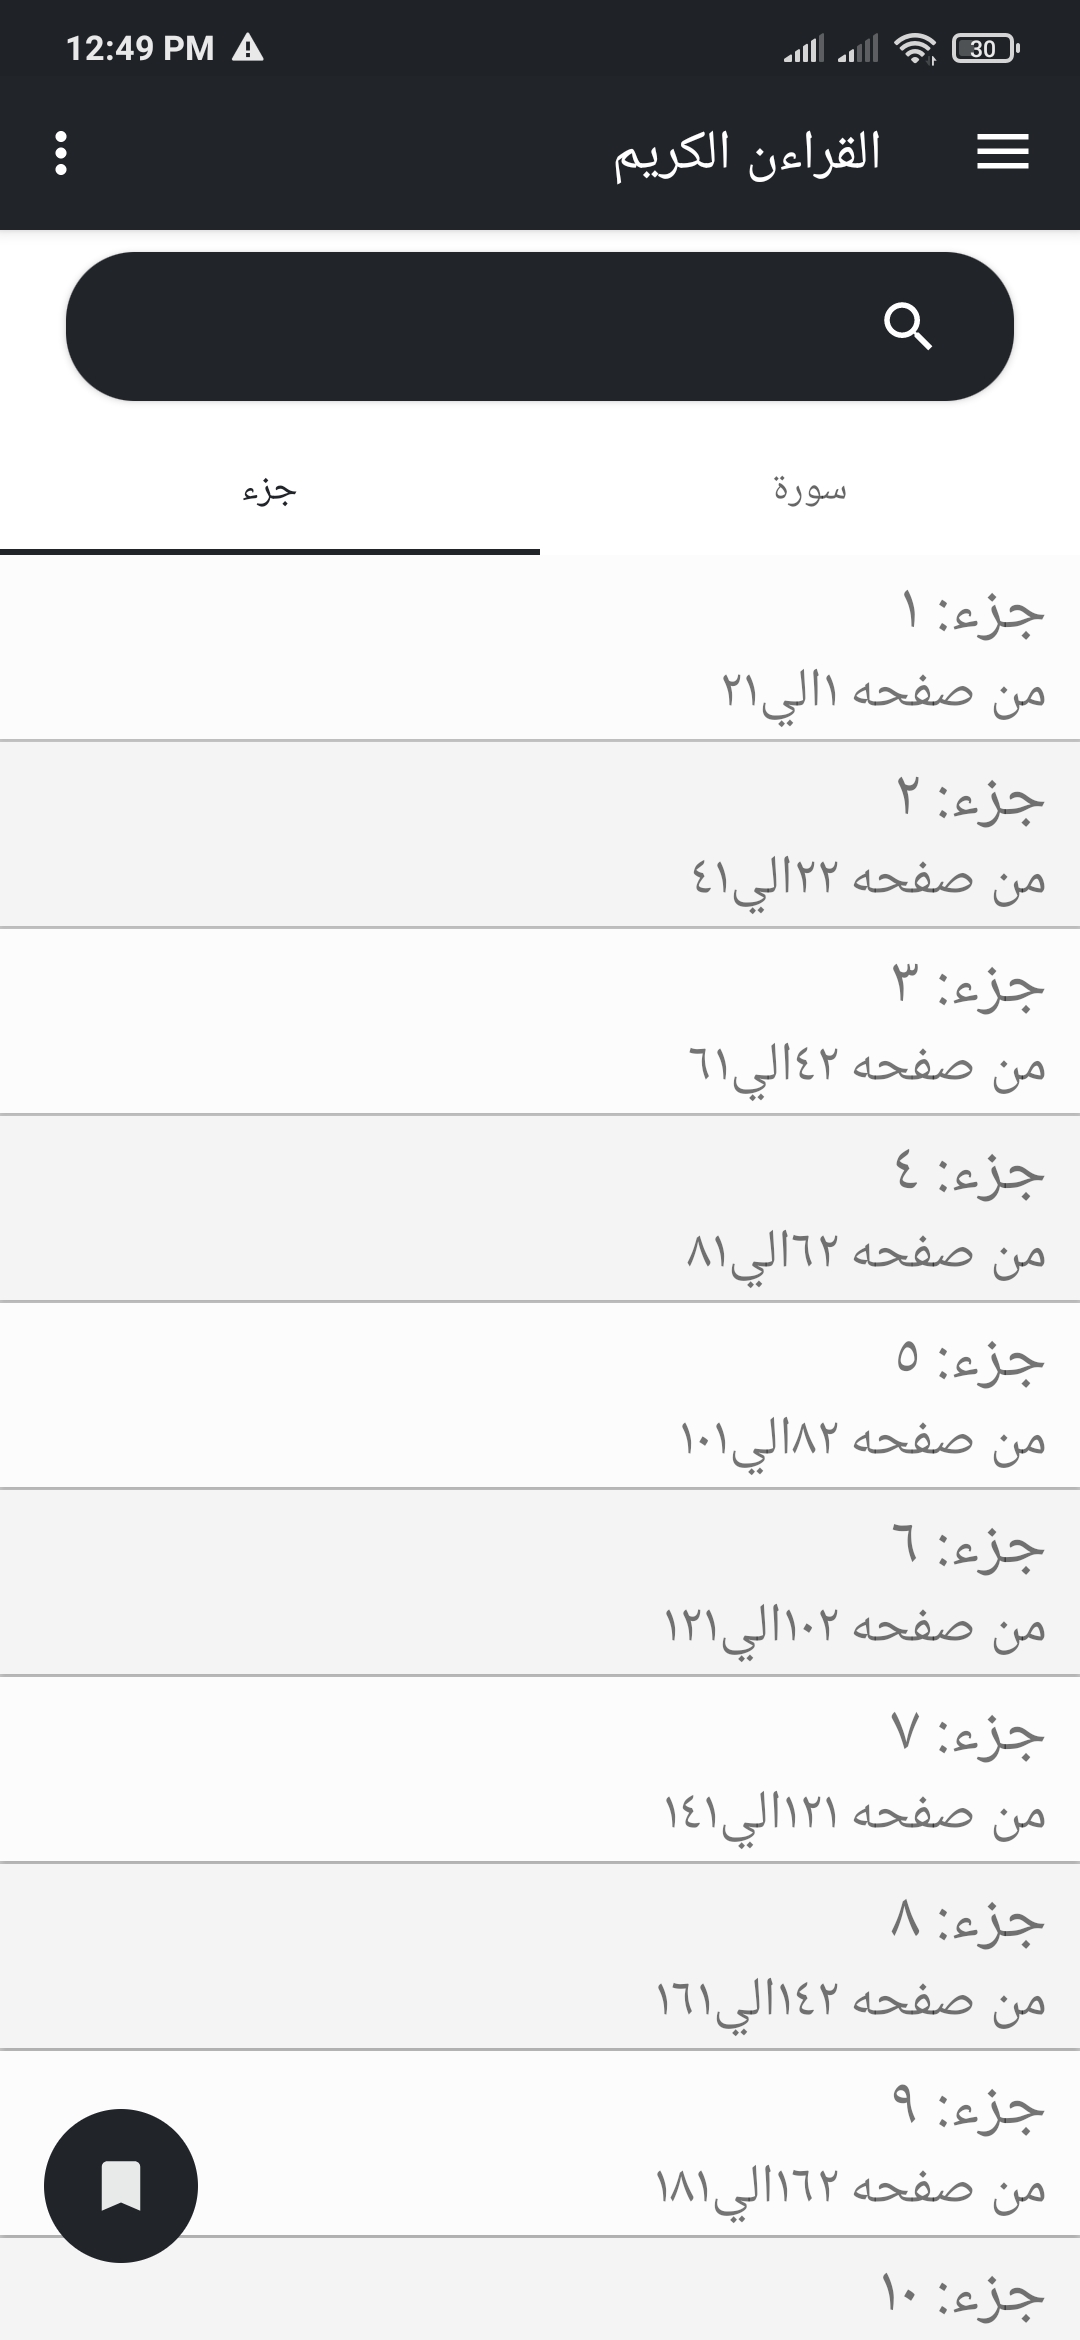 12:49 PM
30
القراءن الكريم
سورة
جزء
جزء: ١
من صفحه ١الي٢١
جزء: ٢
من صفحه ٢٢الي٤١
جزء: ٣
من صفحه ٤٢الي٦١
جزء: ٤
من صفحه ٦٢الي٨١
جزء: ٥
من صفحه ٨٢الي١٠١
جزء: ٦
من صفحه ١٠٢الي١٢١
جزء: ٧
من صفحه ١٢١الي١٤١
جزء: ٨
من صفحه ١٤٢الي١٦١
جزء: ٩
من صفحه ١٦٢الي١٨١
جزء: ١٠